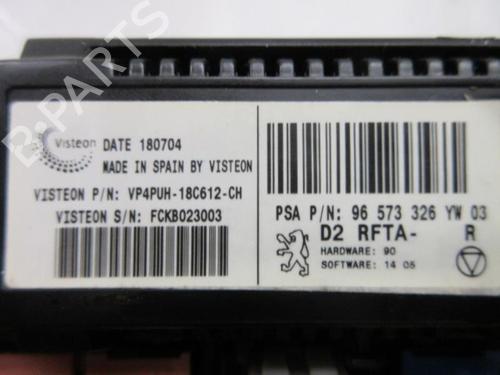 Visteon
DATE 180704
MADE IN SPAIN BY VISTEON
VISTEON P/N: VP4PUH-18C612-CH
VISTEON S/N: FCKB023003
PSA P/N: 96 573 326 YW 03
D2 RFTA- R
HARDWARE: 90
SOFTWARE: 14 05
BPARTS